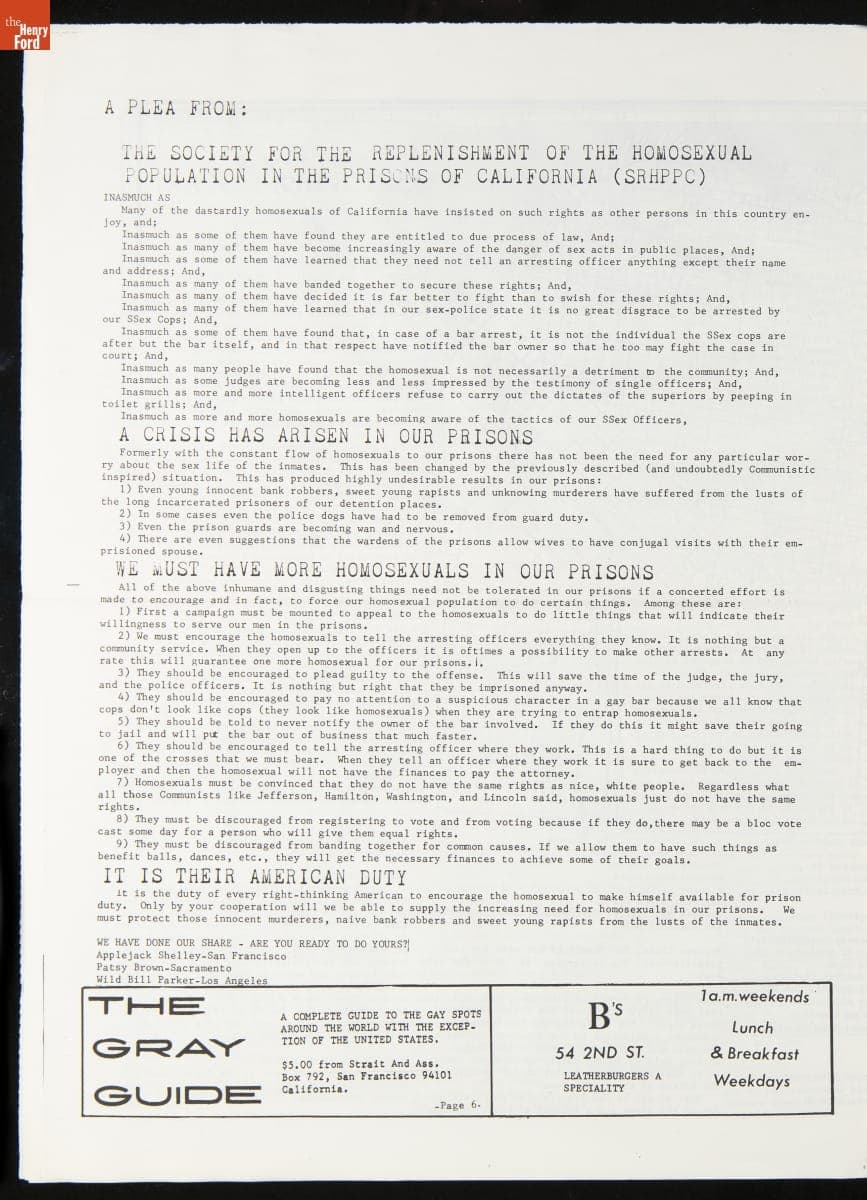 the
Henry
Ford
A PLEA FROM:
THE SOCIETY FOR THE REPLENISHMENT OF THE HOMOSEXUAL
POPULATION IN THE PRISONS OF CALIFORNIA (SRHPPC)
INASMUCH AS
Many of the dastardly homosexuals of California have insisted on such rights as other persons in this country en-
joy, and;
Inasmuch as some of them have found they are entitled to due process of law, And;
Inasmuch as many of them have become increasingly aware of the danger of sex acts in public places, And;
Inasmuch as some of them have learned that they need not tell an arresting officer anything except their name
and address; And,
Inasmuch as many of them have banded together to secure these rights; And,
Inasmuch as many of them have decided it is far better to fight than to swish for these rights; And,
Inasmuch as many of them have learned that in our sex-police state it is no great disgrace to be arrested by
our SSex Cops; And,
Inasmuch as some of them have found that, in case of a bar arrest, it is not the individual the SSex cops are
after but the bar itself, and in that respect have notified the bar owner so that he too may fight the case in
court; And,
Inasmuch as many people have found that the homosexual is not necessarily a detriment to the community; And,
Inasmuch as some judges are becoming less and less impressed by the testimony of single officers; And,
Inasmuch as more and more intelligent officers refuse to carry out the dictates of the superiors by peeping in
toilet grills; And,
Inasmuch as more and more homosexuals are becoming aware of the tactics of our SSex Officers,
A CRISIS HAS ARISEN IN OUR PRISONS
Formerly with the constant flow of homosexuals to our prisons there has not been the need for any particular wor-
ry about the sex life of the inmates. This has been changed by the previously described (and undoubtedly Communistic
inspired) situation. This has produced highly undesirable results in our prisons:
1) Even young innocent bank robbers, sweet young rapists and unknowing murderers have suffered from the lusts of
the long incarcerated prisoners of our detention places.
2) In some cases even the police dogs have had to be removed from guard duty.
3) Even the prison guards are becoming wan and nervous.
4) There are even suggestions that the wardens of the prisons allow wives to have conjugal visits with their em-
prisioned spouse.
WE MUST HAVE MORE HOMOSEXUALS IN OUR PRISONS
All of the above inhumane and disgusting things need not be tolerated in our prisons if a concerted effort is
made to encourage and in fact, to force our homosexual population to do certain things. Among these are:
1) First a campaign must be mounted to appeal to the homosexuals to do little things that will indicate their
willingness to serve our men in the prisons.
2) We must encourage the homosexuals to tell the arresting officers everything they know. It is nothing but a
community service. When they open up to the officers it is oftimes a possibility to make other arrests. At any
rate this will guarantee one more homosexual for our prisons.i.
3) They should be encouraged to plead guilty to the offense. This will save the time of the judge, the jury,
and the police officers. It is nothing but right that they be imprisoned anyway.
4) They should be encouraged to pay no attention to a suspicious character in a gay bar because we all know that
cops don't look like cops (they look like homosexuals) when they are trying to entrap homosexuals.
5) They should be told to never notify the owner of the bar involved. If they do this it might save their going
to jail and will put the bar out of business that much faster.
6) They should be encouraged to tell the arresting officer where they work. This is a hard thing to do but it is
one of the crosses that we must bear. When they tell an officer where they work it is sure to get back to the em-
ployer and then the homosexual will not have the finances to pay the attorney.
7) Homosexuals must be convinced that they do not have the same rights as nice, white people. Regardless what
all those Communists like Jefferson, Hamilton, Washington, and Lincoln said, homosexuals just do not have the same
rights.
8) They must be discouraged from registering to vote and from voting because if they do,there may be a bloc vote
cast some day for a person who will give them equal rights.
9) They must be discouraged from banding together for common causes. If we allow them to have such things as
benefit balls, dances, etc., they will get the necessary finances to achieve some of their goals.
IT IS THEIR AMERICAN DUTY
it is the duty of every right-thinking American to encourage the homosexual to make himself available for prison
duty. Only by your cooperation will we be able to supply the increasing need for homosexuals in our prisons. We
must protect those innocent murderers, naive bank robbers and sweet young rapists from the lusts of the inmates.
WE HAVE DONE OUR SHARE - ARE YOU READY TO DO YOURS?
Applejack Shelley-San Francisco
Patsy Brown-Sacramento
Wild Bill Parker-Los Angeles
THE
GRAY
GUIDE
A COMPLETE GUIDE TO THE GAY SPOTS
AROUND THE WORLD WITH THE EXCEP-
TION OF THE UNITED STATES.
$5.00 from Strait And Ass.
Box 792, San Francisco 94101
California.
-Page 6-
B's
54 2ND ST.
LEATHERBURGERS A
SPECIALITY
1a.m.weekends
Lunch
& Breakfast
Weekdays